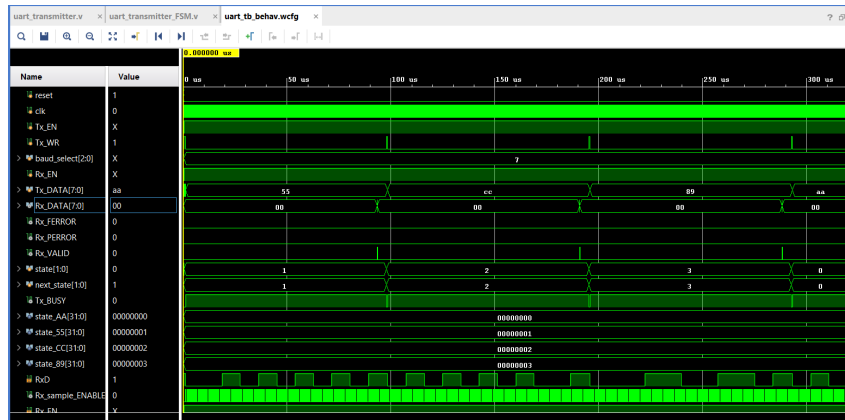 uart_transmitter.v × uart_transmitter_FSM.v × uart_tb_behav.wcfg ×
0.000000 us
Name Value
0 us 50 us 100 us 150 us 200 us 250 us 300 us
reset 1
clk 0
Tx_EN X
Tx_WR 1
baud_select[2:0] X 7
Rx_EN X
Tx_DATA[7:0] aa 55 cc 89 aa
Rx_DATA[7:0] 00 00 00 00 00
Rx_FERROR 0
Rx_PERROR 0
Rx_VALID 0
state[1:0] 0 1 2 3 0
next_state[1:0] 1 1 2 3 0
Tx_BUSY 0
state_AA[31:0] 00000000 00000000
state_55[31:0] 00000001 00000001
state_CC[31:0] 00000002 00000002
state_89[31:0] 00000003 00000003
RxD 1
Rx_sample_ENABLE 0
Rx_EN X